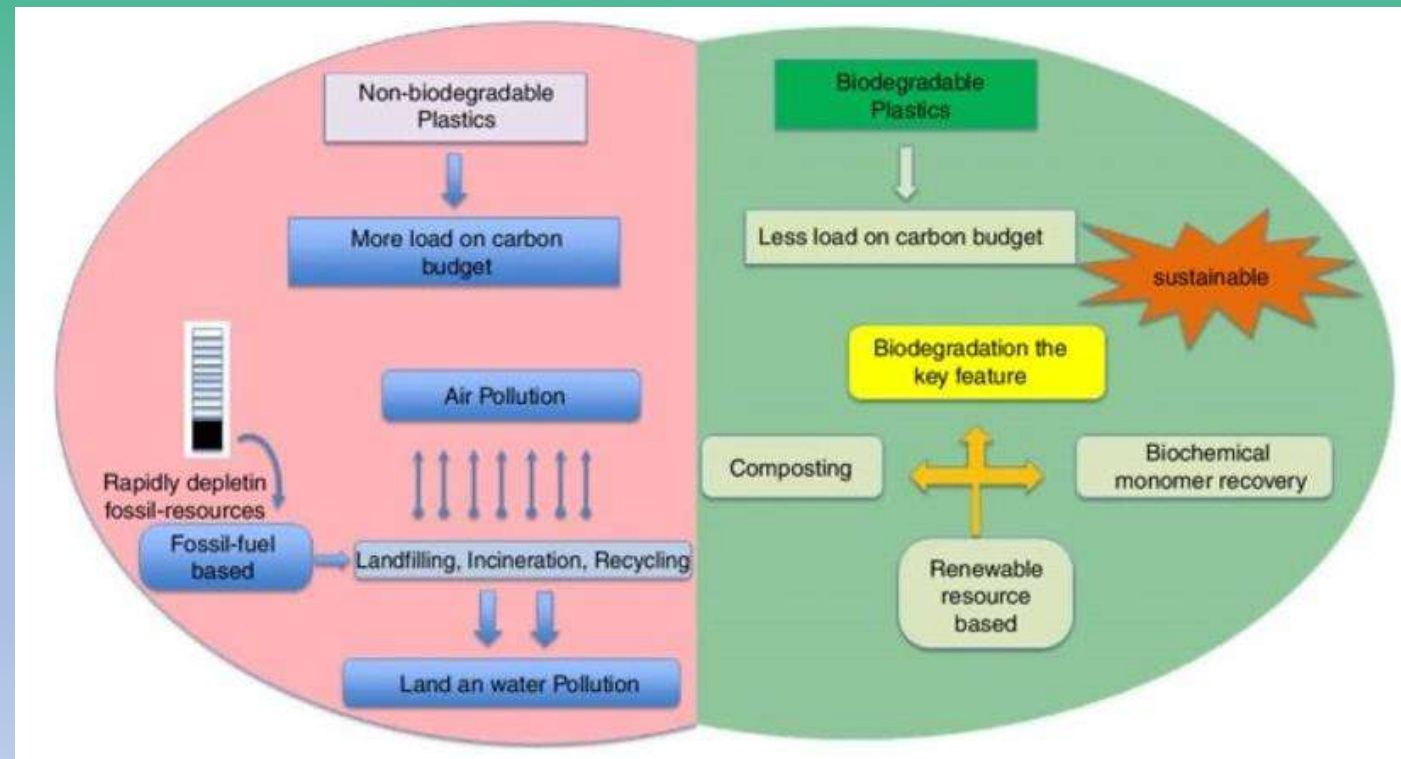 Non-biodegradable
Plastics
More load on carbon
budget
Air Pollution
Rapidly depletin
fossil-resources
Fossil-fuel
based
Landfilling, Incineration, Recycling
Land an water Pollution
Biodegradable
Plastics
Less load on carbon budget
sustainable
Biodegradation the
key feature
Composting
Biochemical
monomer recovery
Renewable
resource
based